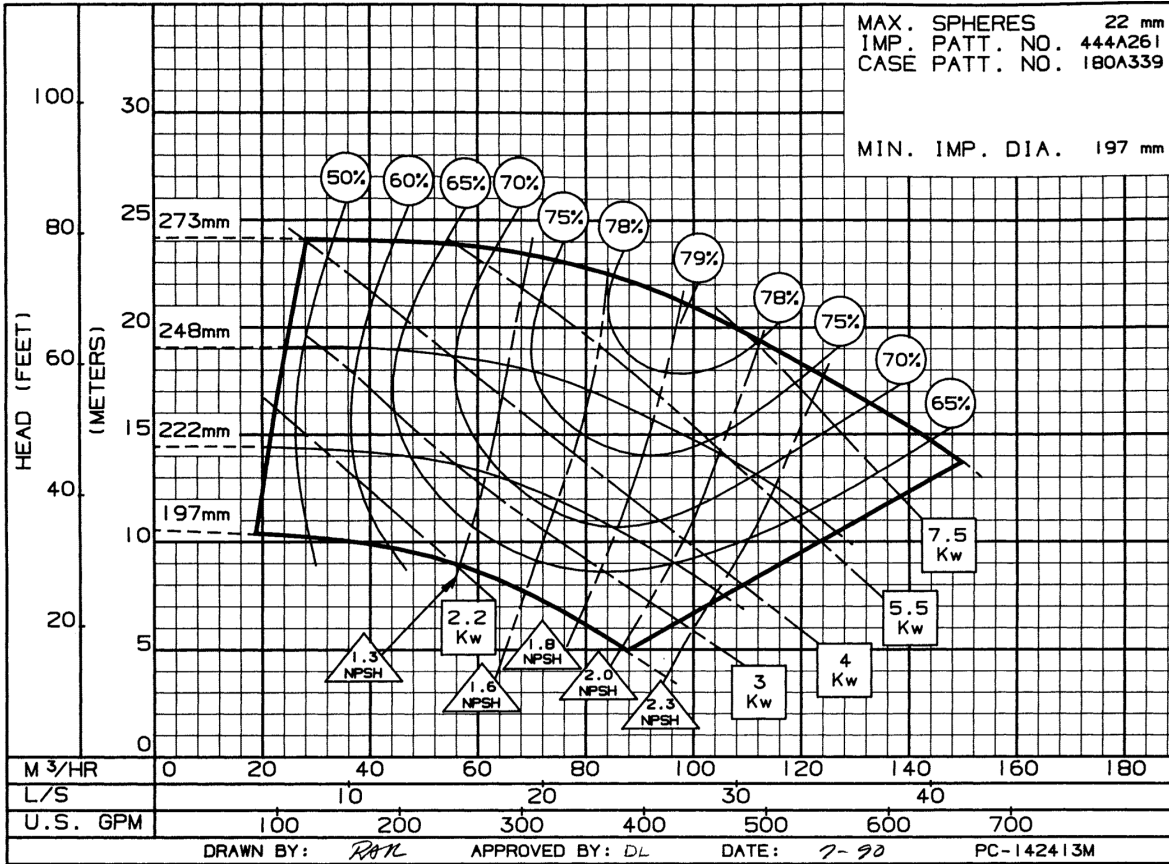 MAX. SPHERES 22 mm
IMP. PATT. NO. 444A261
CASE PATT. NO. 180A339
MIN. IMP. DIA. 197 mm
HEAD (FEET)
100
80
60
40
20
(METERS)
30
25
20
15
10
5
0
273mm
248mm
222mm
197mm
50%
60%
65%
70%
75%
78%
79%
78%
75%
70%
65%
7.5
Kw
5.5
Kw
4
Kw
3
Kw
2.2
Kw
1.3
NPSH
1.6
NPSH
1.8
NPSH
2.0
NPSH
2.3
NPSH
M³/HR 0 20 40 60 80 100 120 140 160 180
L/S 10 20 30 40
U.S. GPM 100 200 300 400 500 600 700
DRAWN BY: RAR APPROVED BY: DL DATE: 7-90 PC-142413M